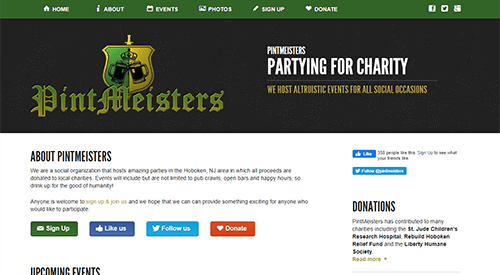 HOME ABOUT EVENTS PHOTOS SIGN UP DONATE
PintMeisters
PINTMEISTERS
PARTYING FOR CHARITY
WE HOST ALTRUISTIC EVENTS FOR ALL SOCIAL OCCASIONS
ABOUT PINTMEISTERS
We are a social organization that hosts amazing parties in the Hoboken, NJ area in which all proceeds are
donated to local charities. Events will include but are not limited to pub crawls, open bars and happy hours, so
drink up for the good of humanity!
Anyone is welcome to sign up & join us and we hope that we can can provide something exciting for anyone who
would like to participate.
Sign Up Like us Follow us Donate
UPCOMING EVENTS
Like 358 people like this. Sign Up to see what
your friends like.
Follow @pintmeisters
DONATIONS
PintMeisters has contributed to many
charities including the St. Jude Children's
Research Hospital, Rebuild Hoboken
Relief Fund and the Liberty Humane
Society.
Read more